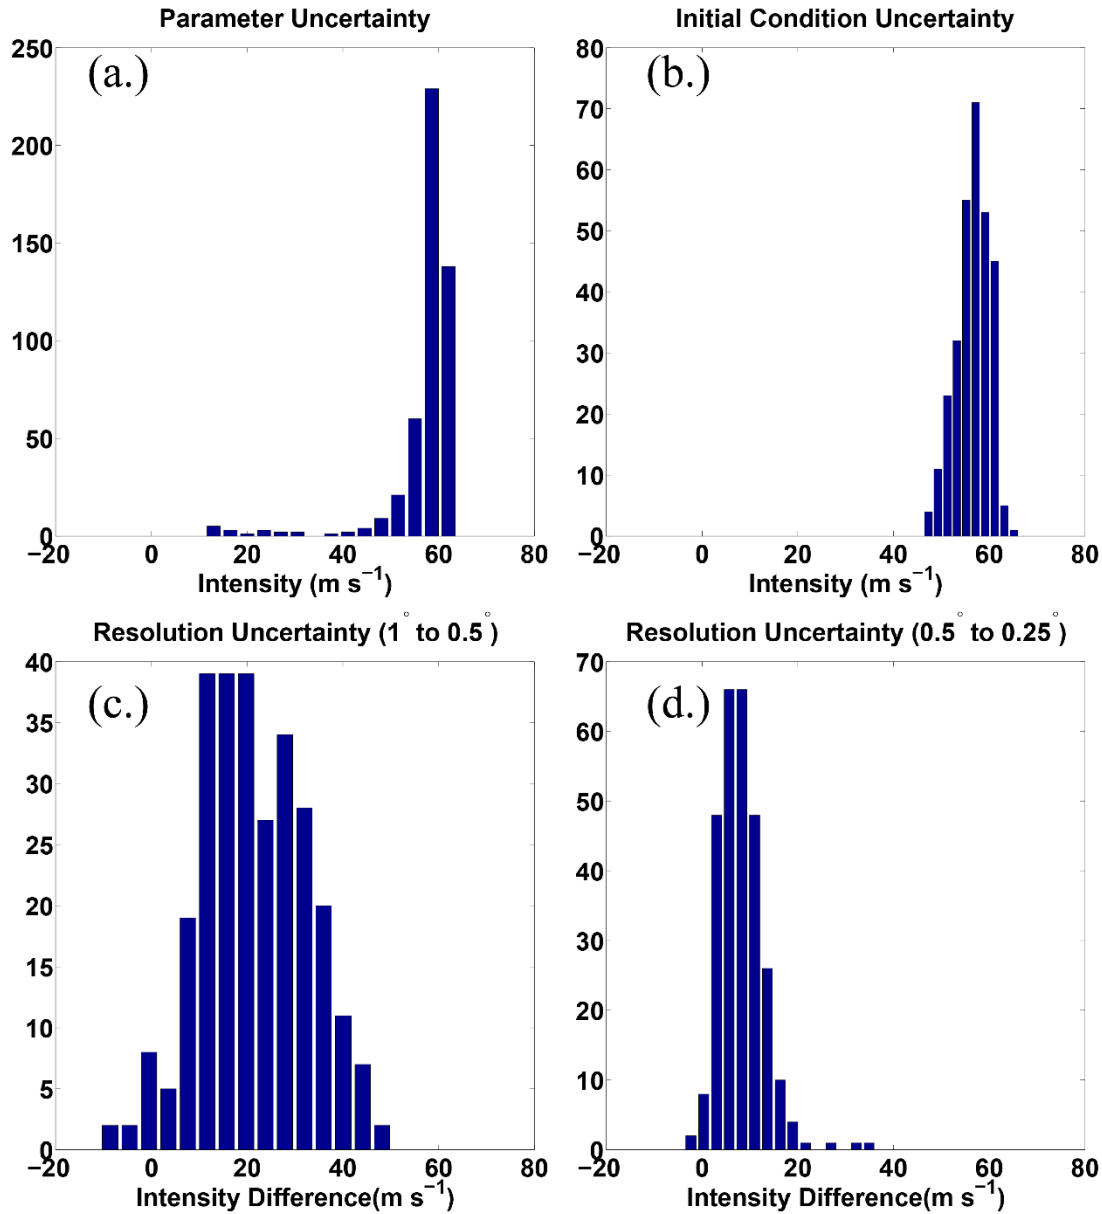 Parameter Uncertainty
(a.)
250
200
150
100
50
0
−20 0 20 40 60 80
Intensity (m s⁻¹)
Initial Condition Uncertainty
(b.)
80
70
60
50
40
30
20
10
0
−20 0 20 40 60 80
Intensity (m s⁻¹)
Resolution Uncertainty (1° to 0.5°)
(c.)
40
35
30
25
20
15
10
5
0
−20 0 20 40 60 80
Intensity Difference(m s⁻¹)
Resolution Uncertainty (0.5° to 0.25°)
(d.)
70
60
50
40
30
20
10
0
−20 0 20 40 60 80
Intensity Difference(m s⁻¹)